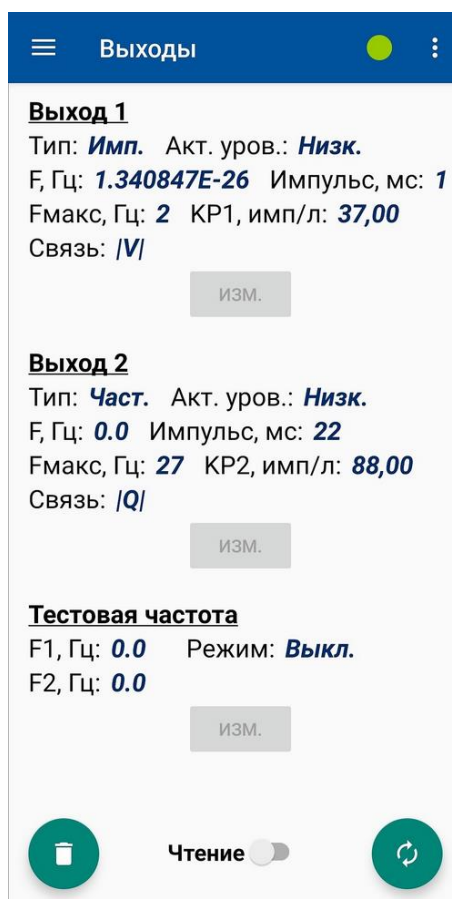 Выходы
Выход 1
Тип: Имп. Акт. уров.: Низк.
F, Гц: 1.340847E-26 Импульс, мс: 1
Fмакс, Гц: 2 KP1, имп/л: 37,00
Связь: |V|
изм.
Выход 2
Тип: Част. Акт. уров.: Низк.
F, Гц: 0.0 Импульс, мс: 22
Fмакс, Гц: 27 KP2, имп/л: 88,00
Связь: |Q|
изм.
Тестовая частота
F1, Гц: 0.0 Режим: Выкл.
F2, Гц: 0.0
изм.
Чтение